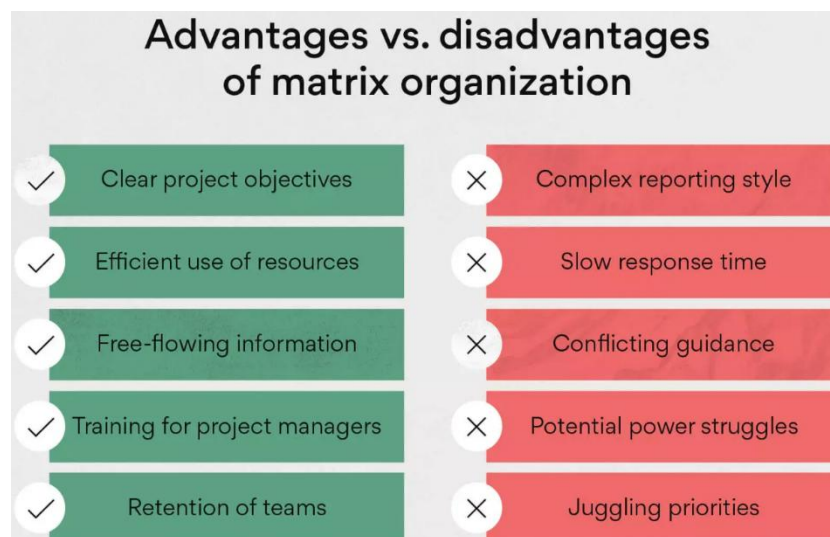 Advantages vs. disadvantages
of matrix organization
Clear project objectives
Efficient use of resources
Free-flowing information
Training for project managers
Retention of teams
Complex reporting style
Slow response time
Conflicting guidance
Potential power struggles
Juggling priorities